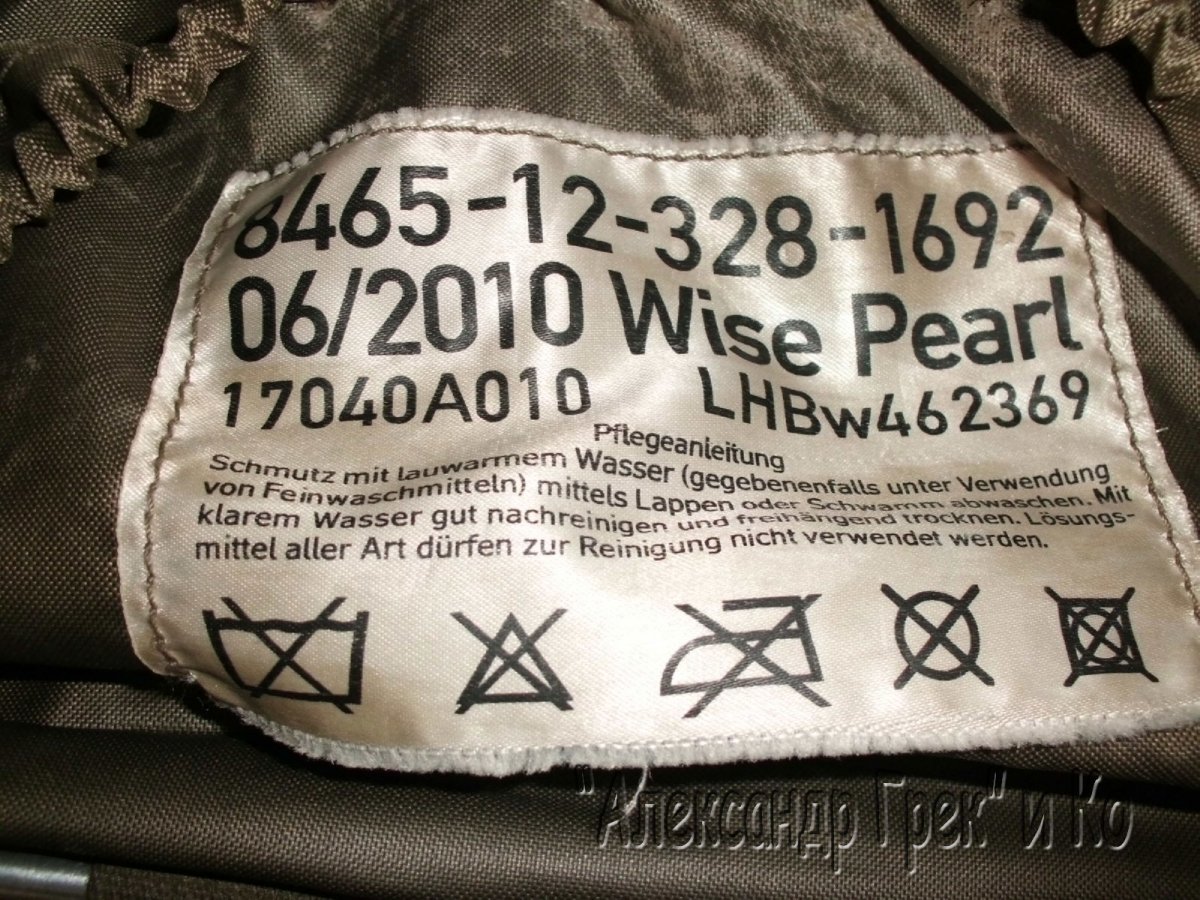 8465-12-328-1692
06/2010 Wise Pearl
17040A010 LHBw462369
Pflegeanleitung
Schmutz mit lauwarmem Wasser (gegebenenfalls unter Verwendung
von Feinwaschmitteln) mittels Lappen oder Schwamm abwaschen. Mit
klarem Wasser gut nachreinigen und freihängend trocknen. Lösungs-
mittel aller Art dürfen zur Reinigung nicht verwendet werden.
"Александр Грек" и Ко